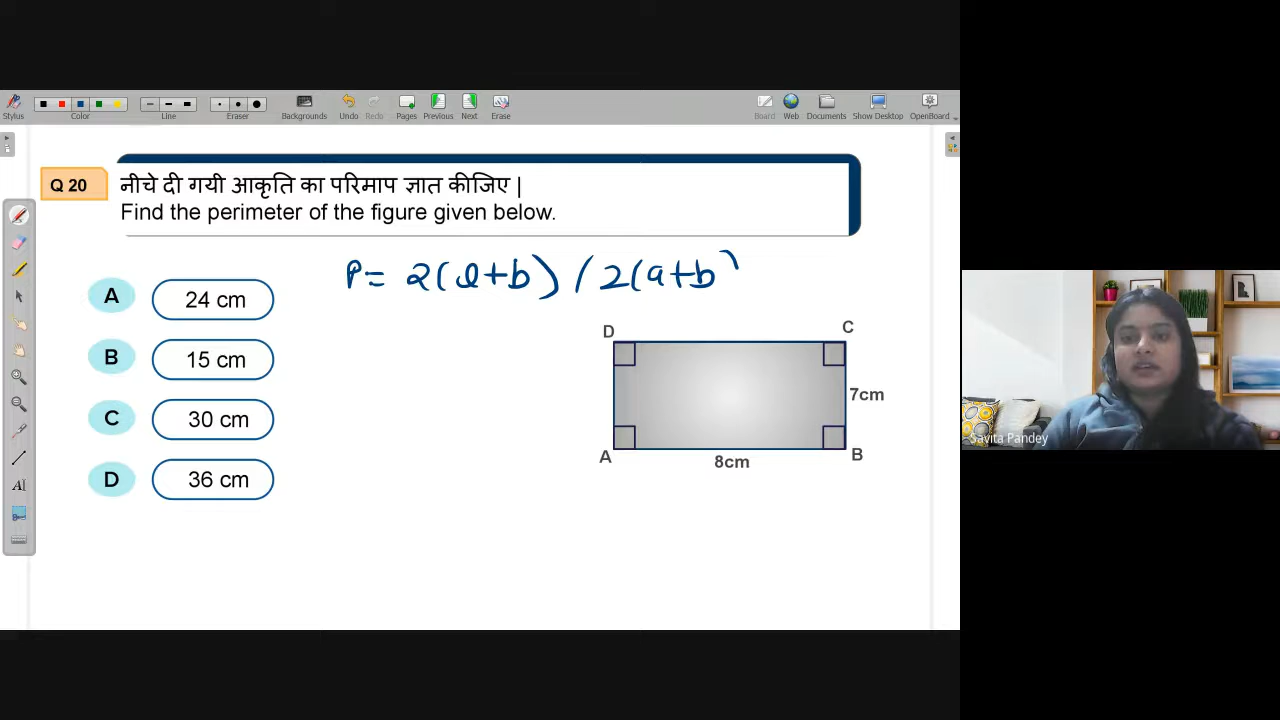 Stylus
Color
Line
Eraser
Backgrounds
Undo
Redo
Pages
Previous
Next
Erase
Board
Web
Documents
Show Desktop
OpenBoard
Q 20
नीचे दी गयी आकृति का परिमाप ज्ञात कीजिए |
Find the perimeter of the figure given below.
P = 2(l+b) / 2(a+b)
A 24 cm
B 15 cm
C 30 cm
D 36 cm
D C
7cm
A B
8cm
Savita Pandey